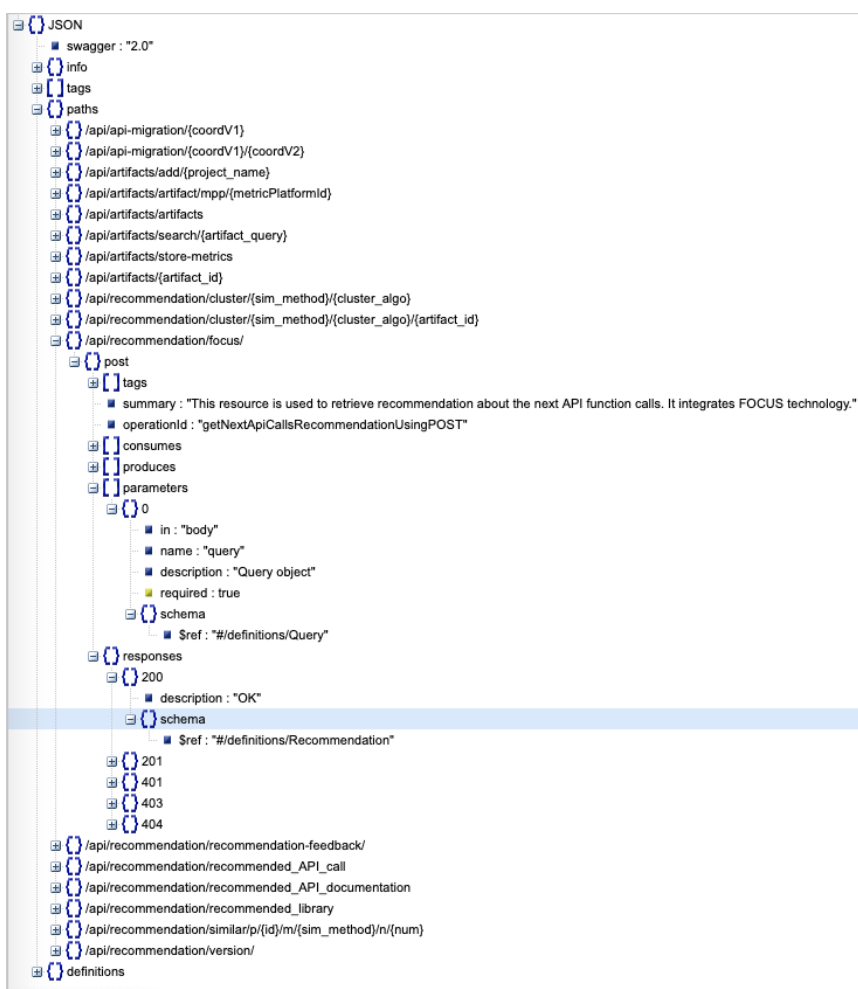 JSON
swagger : "2.0"
info
tags
paths
/api/api-migration/{coordV1}
/api/api-migration/{coordV1}/{coordV2}
/api/artifacts/add/{project_name}
/api/artifacts/artifact/mpp/{metricPlatformId}
/api/artifacts/artifacts
/api/artifacts/search/{artifact_query}
/api/artifacts/store-metrics
/api/artifacts/{artifact_id}
/api/recommendation/cluster/{sim_method}/{cluster_algo}
/api/recommendation/cluster/{sim_method}/{cluster_algo}/{artifact_id}
/api/recommendation/focus/
post
tags
summary : "This resource is used to retrieve recommendation about the next API function calls. It integrates FOCUS technology."
operationId : "getNextApiCallsRecommendationUsingPOST"
consumes
produces
parameters
0
in : "body"
name : "query"
description : "Query object"
required : true
schema
$ref : "#/definitions/Query"
responses
200
description : "OK"
schema
$ref : "#/definitions/Recommendation"
201
401
403
404
/api/recommendation/recommendation-feedback/
/api/recommendation/recommended_API_call
/api/recommendation/recommended_API_documentation
/api/recommendation/recommended_library
/api/recommendation/similar/p/{id}/m/{sim_method}/n/{num}
/api/recommendation/version/
definitions